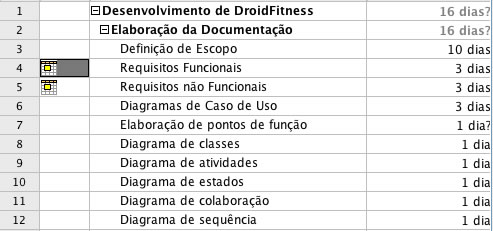 1 Desenvolvimento de DroidFitness 16 dias?
2 Elaboração da Documentação 16 dias?
3 Definição de Escopo 10 dias
4 Requisitos Funcionais 3 dias
5 Requisitos não Funcionais 3 dias
6 Diagramas de Caso de Uso 3 dias
7 Elaboração de pontos de função 1 dia?
8 Diagrama de classes 1 dia
9 Diagrama de atividades 1 dia
10 Diagrama de estados 1 dia
11 Diagrama de colaboração 1 dia
12 Diagrama de sequência 1 dia